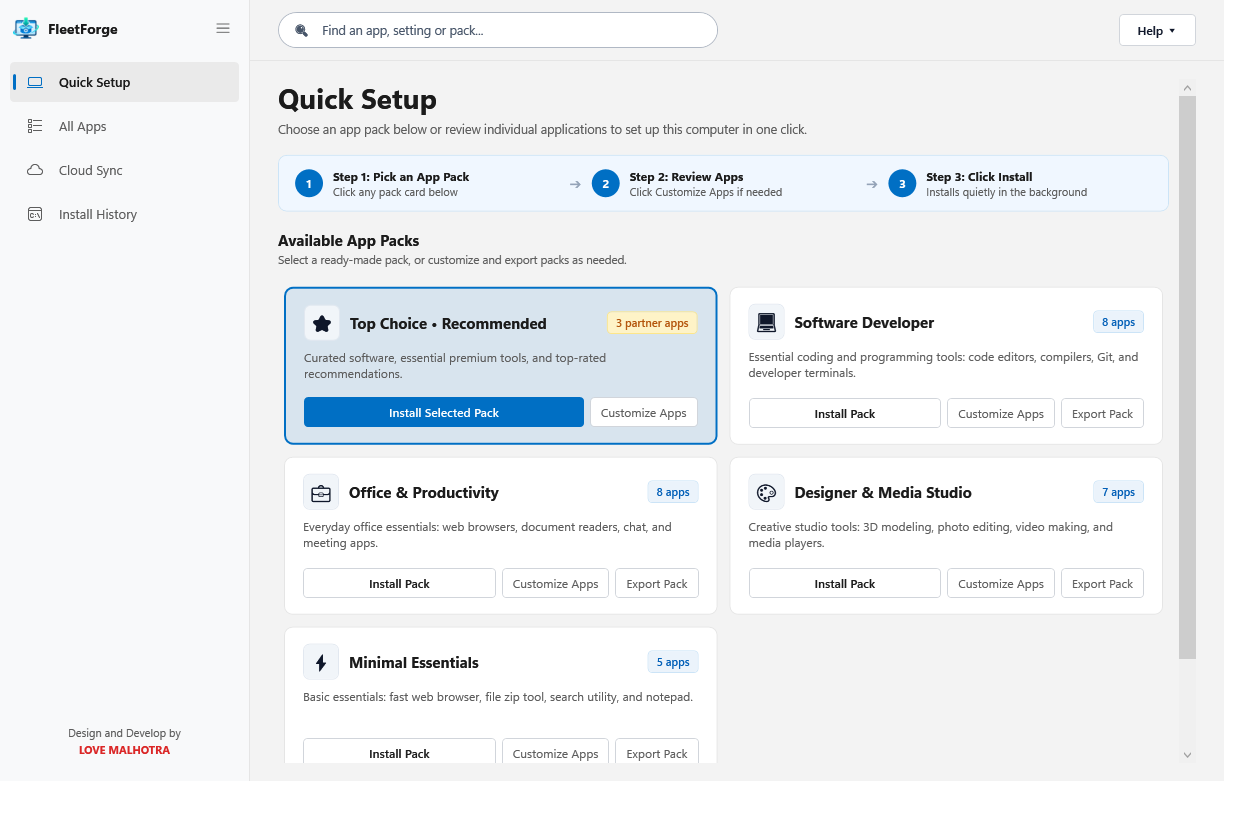 FleetForge
Find an app, setting or pack...
Help
Quick Setup
All Apps
Cloud Sync
C:\
Install History
Design and Develop by
LOVE MALHOTRA
Quick Setup
Choose an app pack below or review individual applications to set up this computer in one click.
1
Step 1: Pick an App Pack
Click any pack card below
2
Step 2: Review Apps
Click Customize Apps if needed
3
Step 3: Click Install
Installs quietly in the background
Available App Packs
Select a ready-made pack, or customize and export packs as needed.
Top Choice • Recommended
3 partner apps
Curated software, essential premium tools, and top-rated
recommendations.
Install Selected Pack
Customize Apps
Software Developer
8 apps
Essential coding and programming tools: code editors, compilers, Git, and
developer terminals.
Install Pack
Customize Apps
Export Pack
Office & Productivity
8 apps
Everyday office essentials: web browsers, document readers, chat, and
meeting apps.
Install Pack
Customize Apps
Export Pack
Designer & Media Studio
7 apps
Creative studio tools: 3D modeling, photo editing, video making, and
media players.
Install Pack
Customize Apps
Export Pack
Minimal Essentials
5 apps
Basic essentials: fast web browser, file zip tool, search utility, and notepad.
Install Pack
Customize Apps
Export Pack